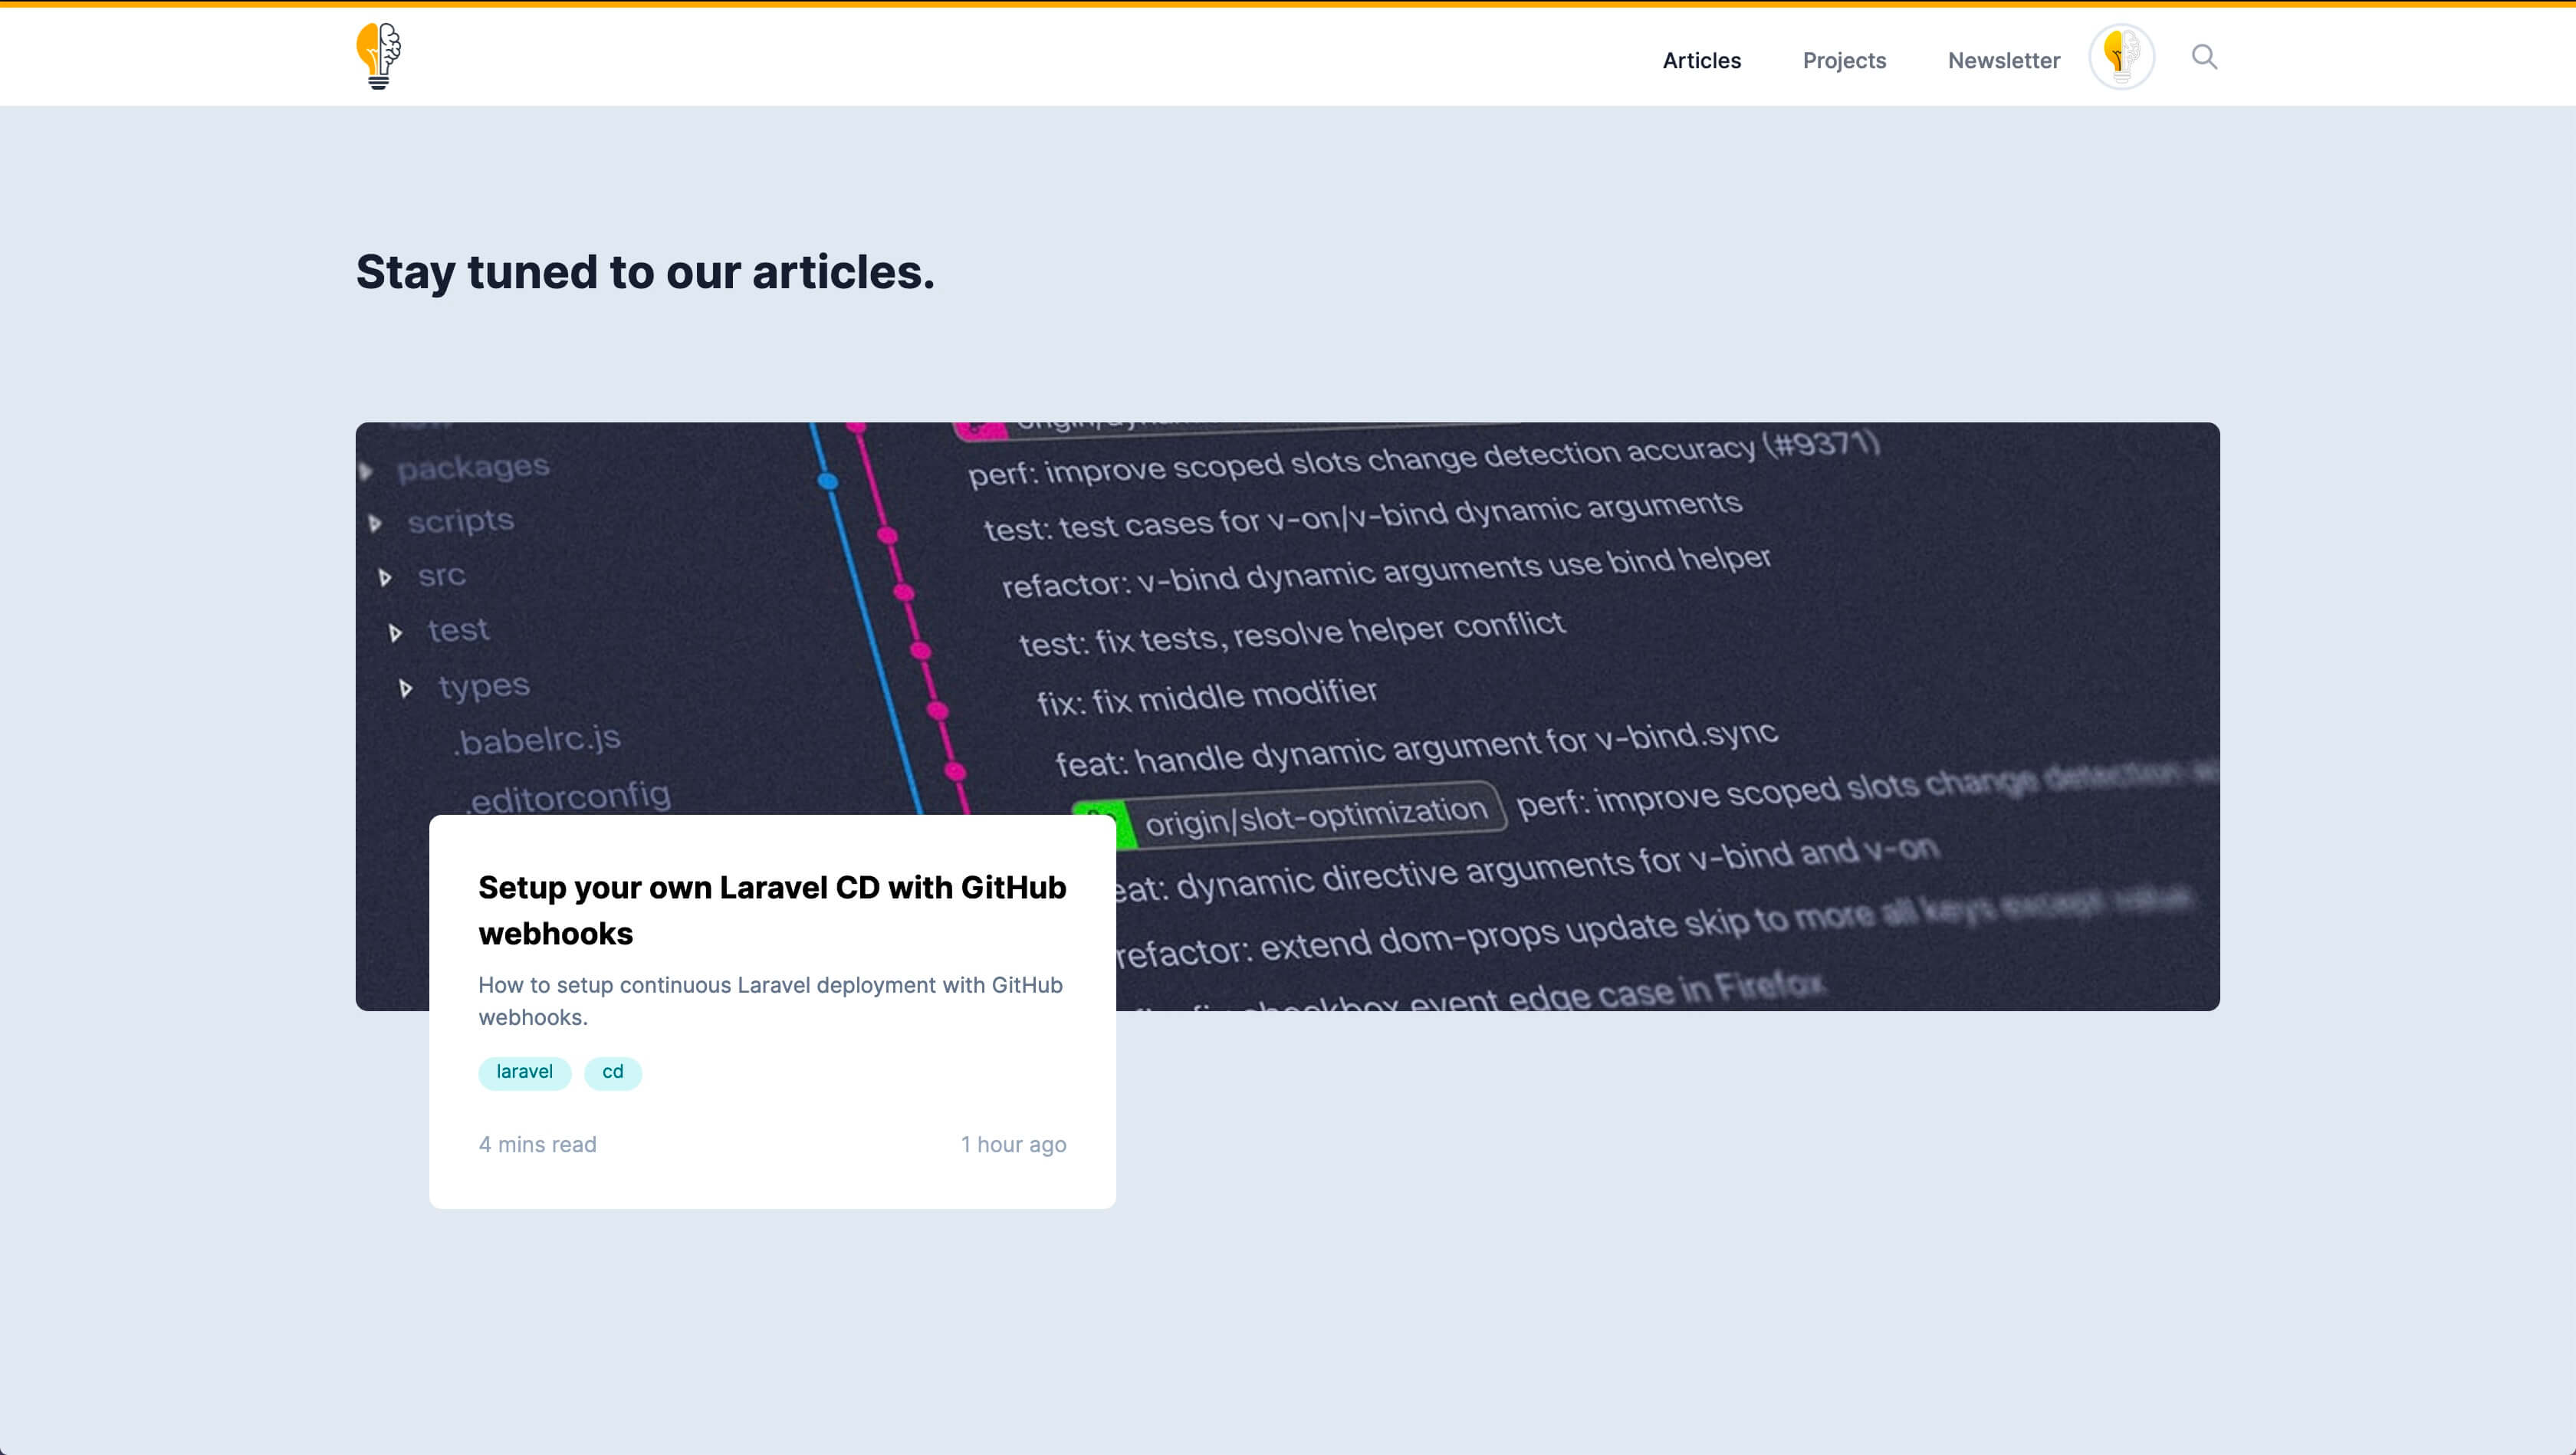 Articles
Projects
Newsletter
Stay tuned to our articles.
packages
scripts
src
test
types
.babelrc.js
.editorconfig
perf: improve scoped slots change detection accuracy (#9371)
test: test cases for v-on/v-bind dynamic arguments
refactor: v-bind dynamic arguments use bind helper
test: fix tests, resolve helper conflict
fix: fix middle modifier
feat: handle dynamic argument for v-bind.sync
origin/slot-optimization perf: improve scoped slots change detection
eat: dynamic directive arguments for v-bind and v-on
refactor: extend dom-props update skip to more all keys except value
event edge case in Firefox
Setup your own Laravel CD with GitHub
webhooks
How to setup continuous Laravel deployment with GitHub
webhooks.
laravel
cd
4 mins read
1 hour ago